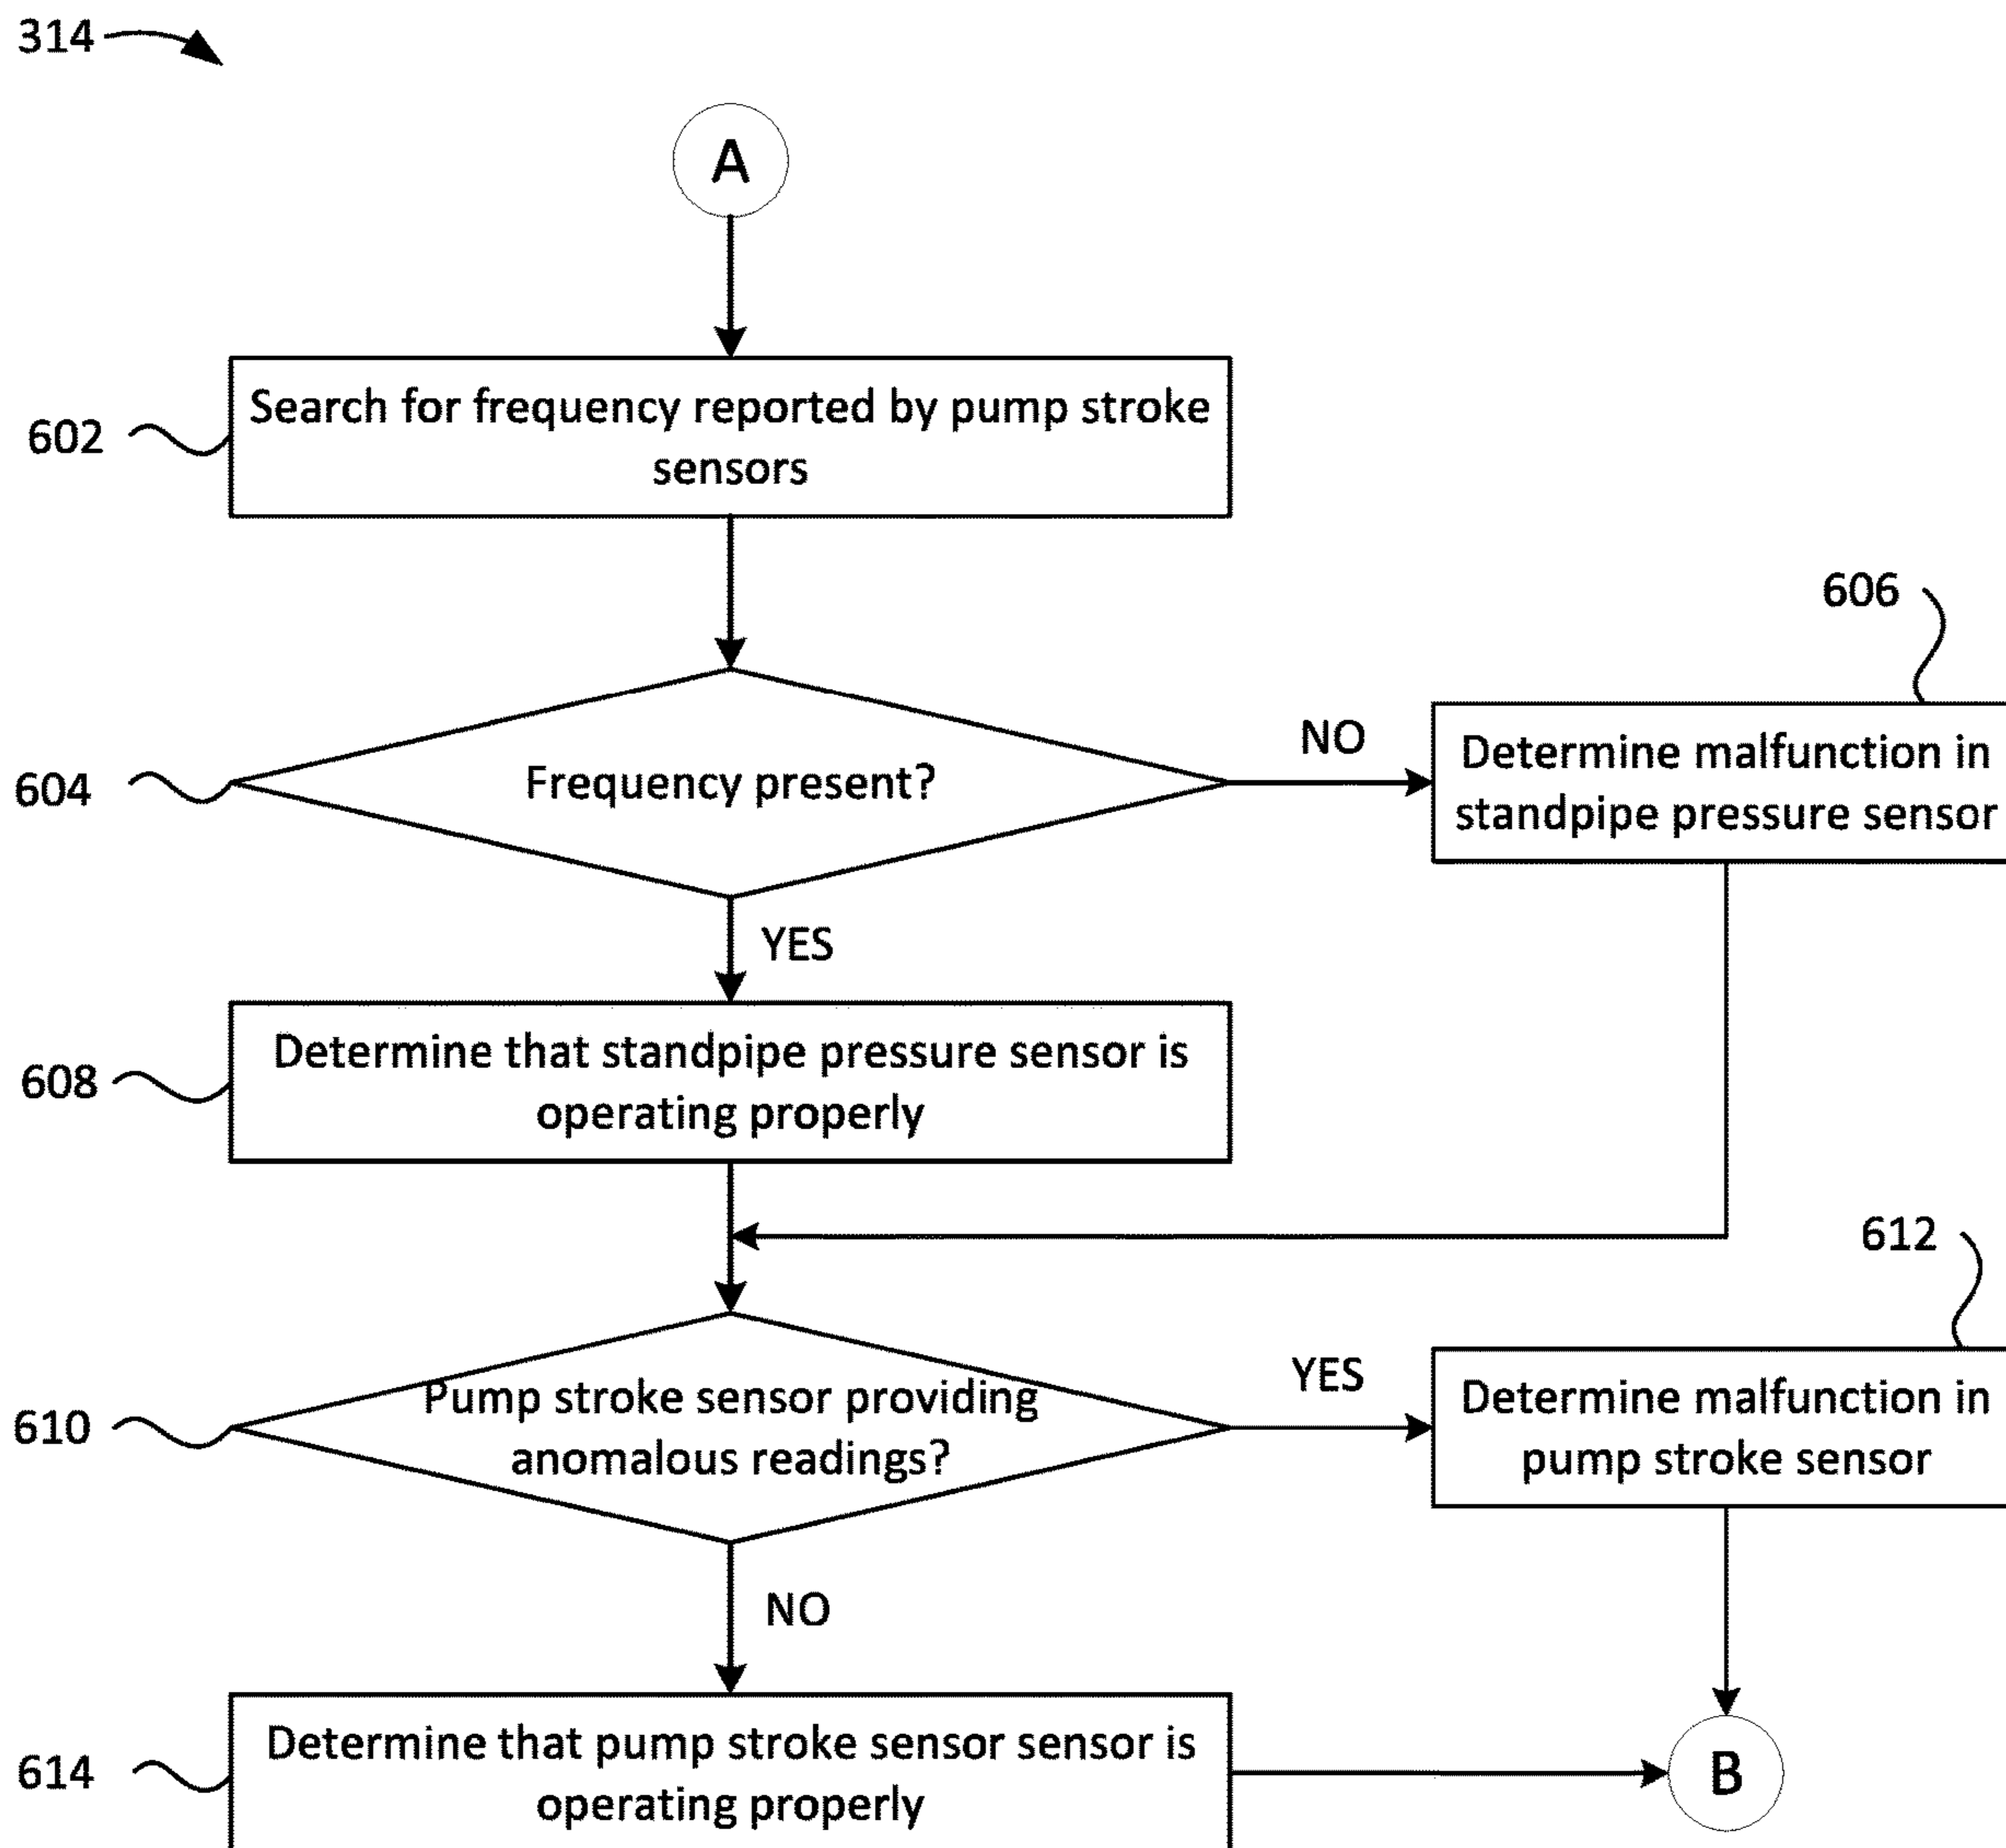 314
A
602
Search for frequency reported by pump stroke
sensors
606
604
Frequency present?
NO
Determine malfunction in
standpipe pressure sensor
YES
608
Determine that standpipe pressure sensor is
operating properly
612
610
Pump stroke sensor providing
anomalous readings?
YES
Determine malfunction in
pump stroke sensor
NO
614
Determine that pump stroke sensor sensor is
operating properly
B